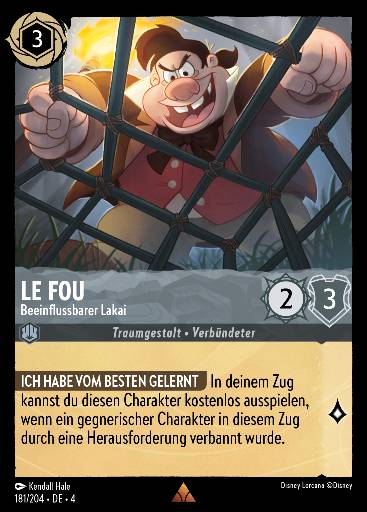 3
LE FOU
Beeinflussbarer Lakai
2
3
Traumgestalt • Verbündeter
ICH HABE VOM BESTEN GELERNT In deinem Zug
kannst du diesen Charakter kostenlos ausspielen,
wenn ein gegnerischer Charakter in diesem Zug
durch eine Herausforderung verbannt wurde.
Kendall Hale
181/204 • DE • 4
Disney Lorcana ©Disney